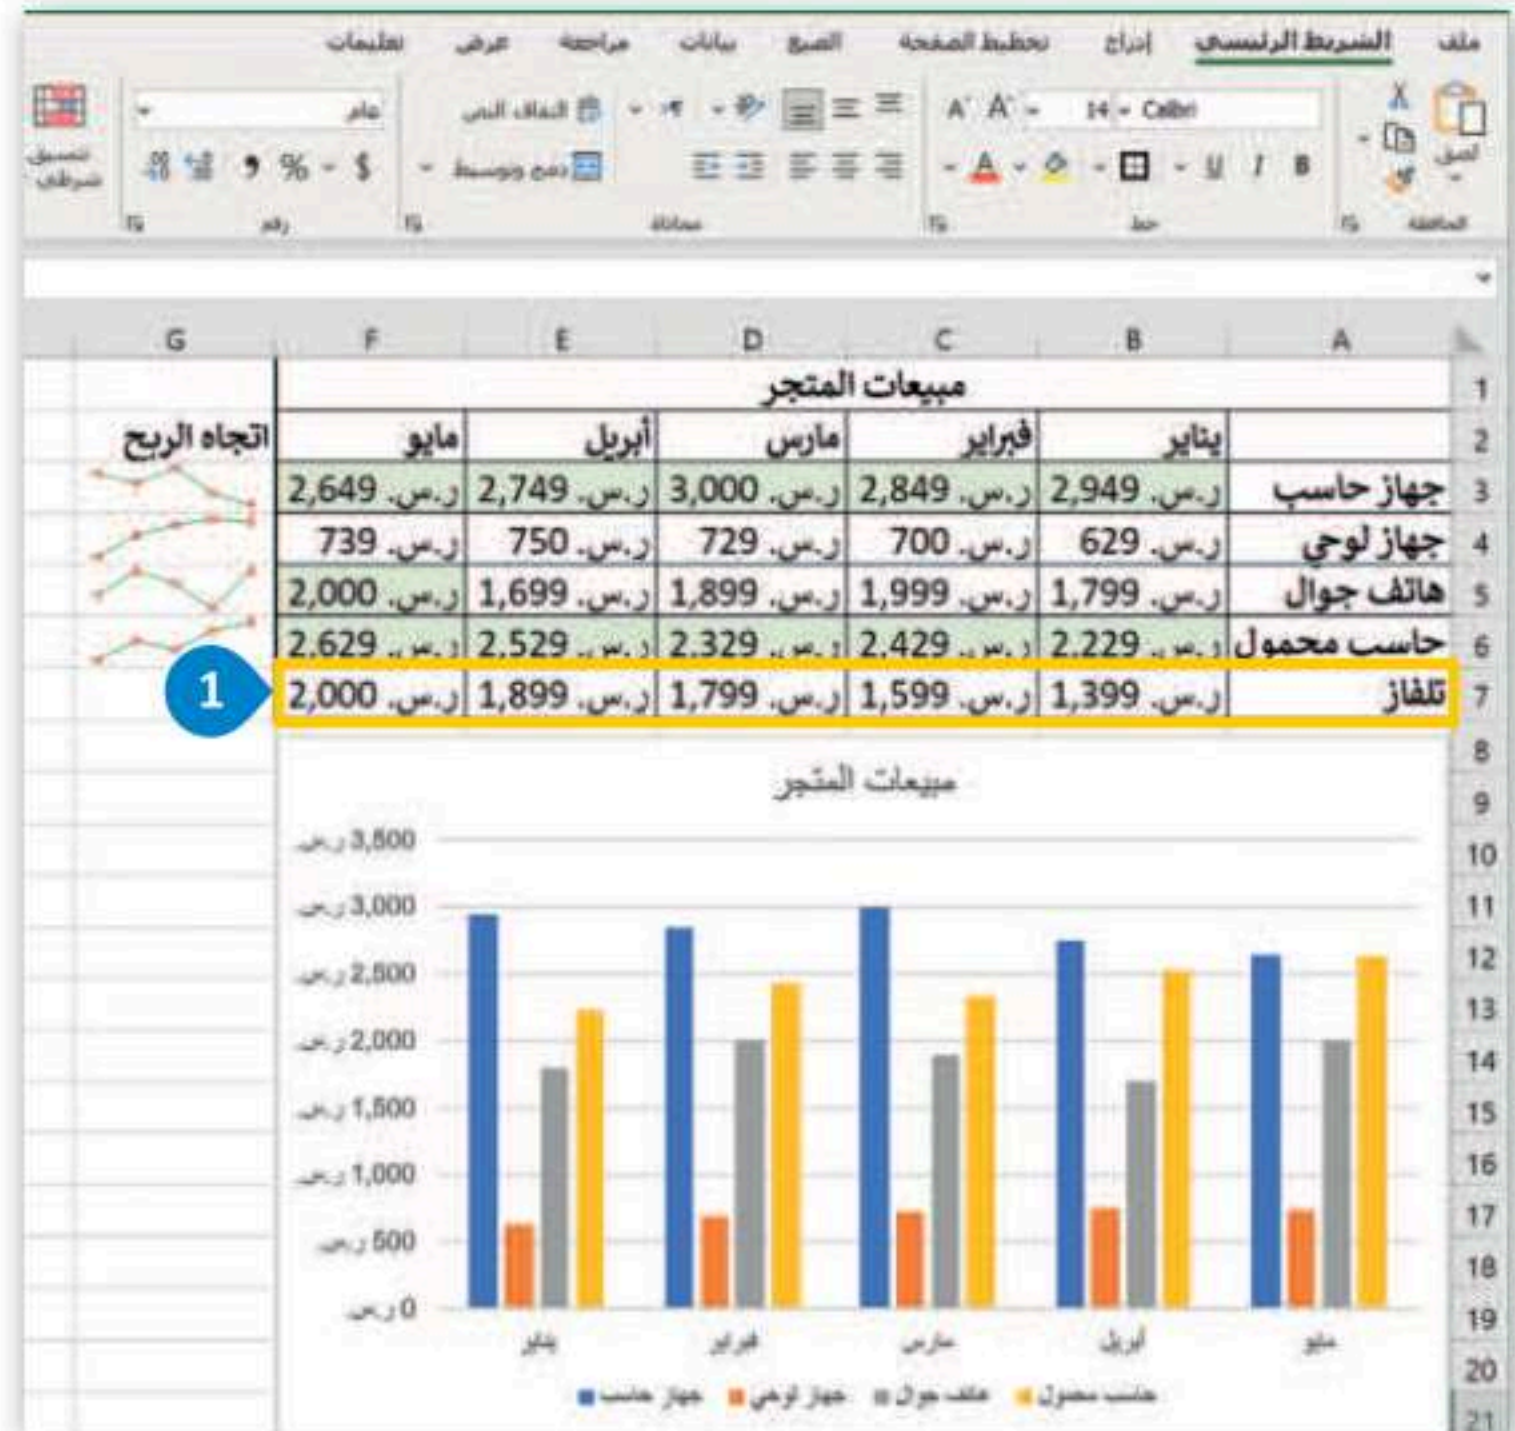 ملف الشريط الرئيسي إدراج تخطيط الصفحة الصيغ بيانات مراجعة عرض تعليمات
لصق Calibri 14 A A التفاف النص عام
B I U A دمج وتوسيط $ % تنسيق شرطي
الحافظة خط محاذاة رقم
A B C D E F G
1 مبيعات المتجر
2 يناير فبراير مارس أبريل مايو اتجاه الربح
3 جهاز حاسب ر.س. 2,949 ر.س. 2,849 ر.س. 3,000 ر.س. 2,749 ر.س. 2,649
4 جهاز لوحي ر.س. 629 ر.س. 700 ر.س. 729 ر.س. 750 ر.س. 739
5 هاتف جوال ر.س. 1,799 ر.س. 1,999 ر.س. 1,899 ر.س. 1,699 ر.س. 2,000
6 حاسب محمول ر.س. 2,229 ر.س. 2,429 ر.س. 2,329 ر.س. 2,529 ر.س. 2,629
7 تلفاز ر.س. 1,399 ر.س. 1,599 ر.س. 1,799 ر.س. 1,899 ر.س. 2,000
1
8
مبيعات المتجر
9
3,500 ر.س.
10
3,000 ر.س.
11
12
2,500 ر.س.
13
2,000 ر.س.
14
1,500 ر.س.
15
16
1,000 ر.س.
17
500 ر.س.
18
0 ر.س.
19
يناير فبراير مارس أبريل مايو
20
جهاز حاسب جهاز لوحي هاتف جوال حاسب محمول
21